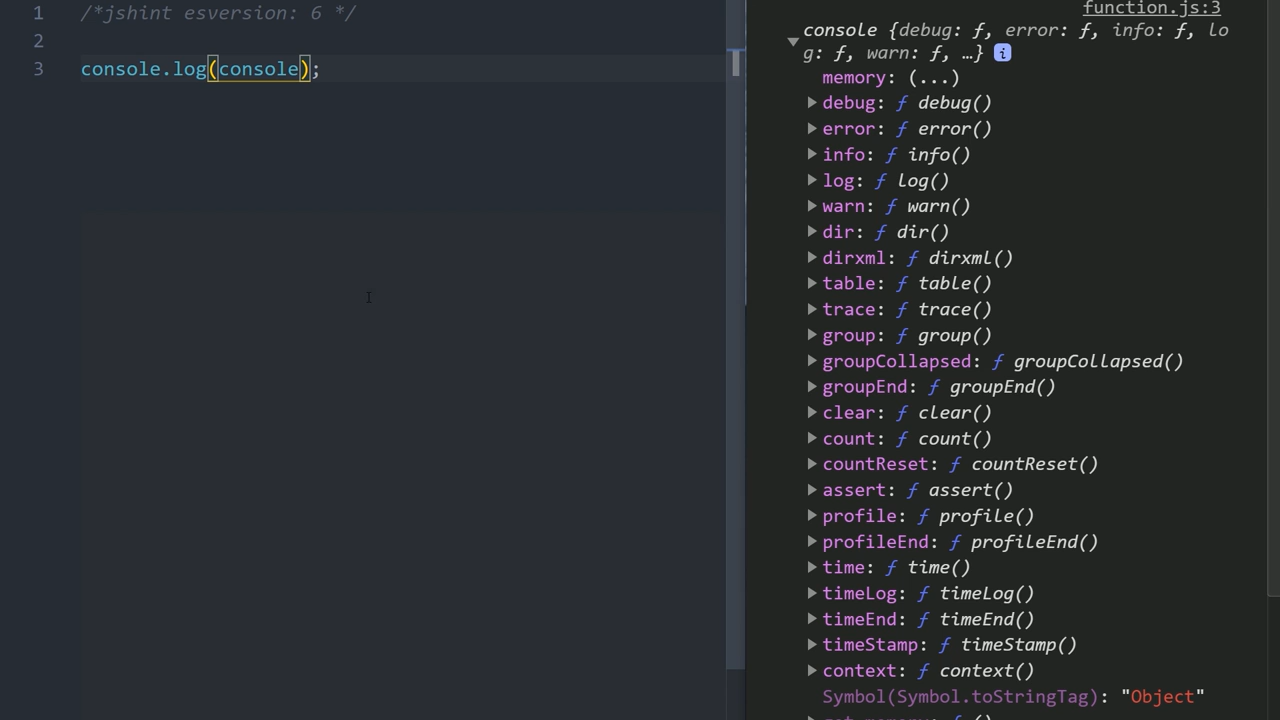 1 /*jshint esversion: 6 */
2
3 console.log(console);
function.js:3
console {debug: ƒ, error: ƒ, info: ƒ, lo
g: ƒ, warn: ƒ, …} i
memory: (...)
debug: ƒ debug()
error: ƒ error()
info: ƒ info()
log: ƒ log()
warn: ƒ warn()
dir: ƒ dir()
dirxml: ƒ dirxml()
table: ƒ table()
trace: ƒ trace()
group: ƒ group()
groupCollapsed: ƒ groupCollapsed()
groupEnd: ƒ groupEnd()
clear: ƒ clear()
count: ƒ count()
countReset: ƒ countReset()
assert: ƒ assert()
profile: ƒ profile()
profileEnd: ƒ profileEnd()
time: ƒ time()
timeLog: ƒ timeLog()
timeEnd: ƒ timeEnd()
timeStamp: ƒ timeStamp()
context: ƒ context()
Symbol(Symbol.toStringTag): "Object"